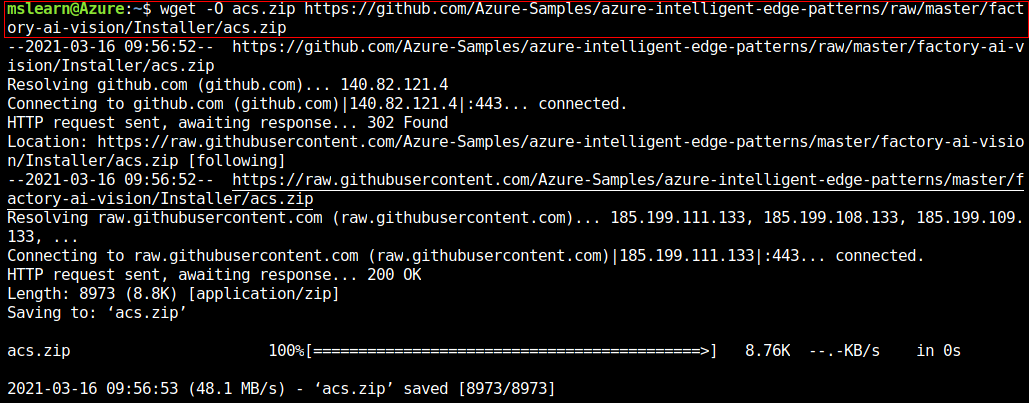 mslearn@Azure:~$ wget -O acs.zip https://github.com/Azure-Samples/azure-intelligent-edge-patterns/raw/master/fact
ory-ai-vision/Installer/acs.zip
--2021-03-16 09:56:52--  https://github.com/Azure-Samples/azure-intelligent-edge-patterns/raw/master/factory-ai-v
ision/Installer/acs.zip
Resolving github.com (github.com)... 140.82.121.4
Connecting to github.com (github.com)|140.82.121.4|:443... connected.
HTTP request sent, awaiting response... 302 Found
Location: https://raw.githubusercontent.com/Azure-Samples/azure-intelligent-edge-patterns/master/factory-ai-visio
n/Installer/acs.zip [following]
--2021-03-16 09:56:52--  https://raw.githubusercontent.com/Azure-Samples/azure-intelligent-edge-patterns/master/f
actory-ai-vision/Installer/acs.zip
Resolving raw.githubusercontent.com (raw.githubusercontent.com)... 185.199.111.133, 185.199.108.133, 185.199.109.
133, ...
Connecting to raw.githubusercontent.com (raw.githubusercontent.com)|185.199.111.133|:443... connected.
HTTP request sent, awaiting response... 200 OK
Length: 8973 (8.8K) [application/zip]
Saving to: ‘acs.zip’
acs.zip                      100%[===========================================>]   8.76K  --.-KB/s    in 0s
2021-03-16 09:56:53 (48.1 MB/s) - ‘acs.zip’ saved [8973/8973]